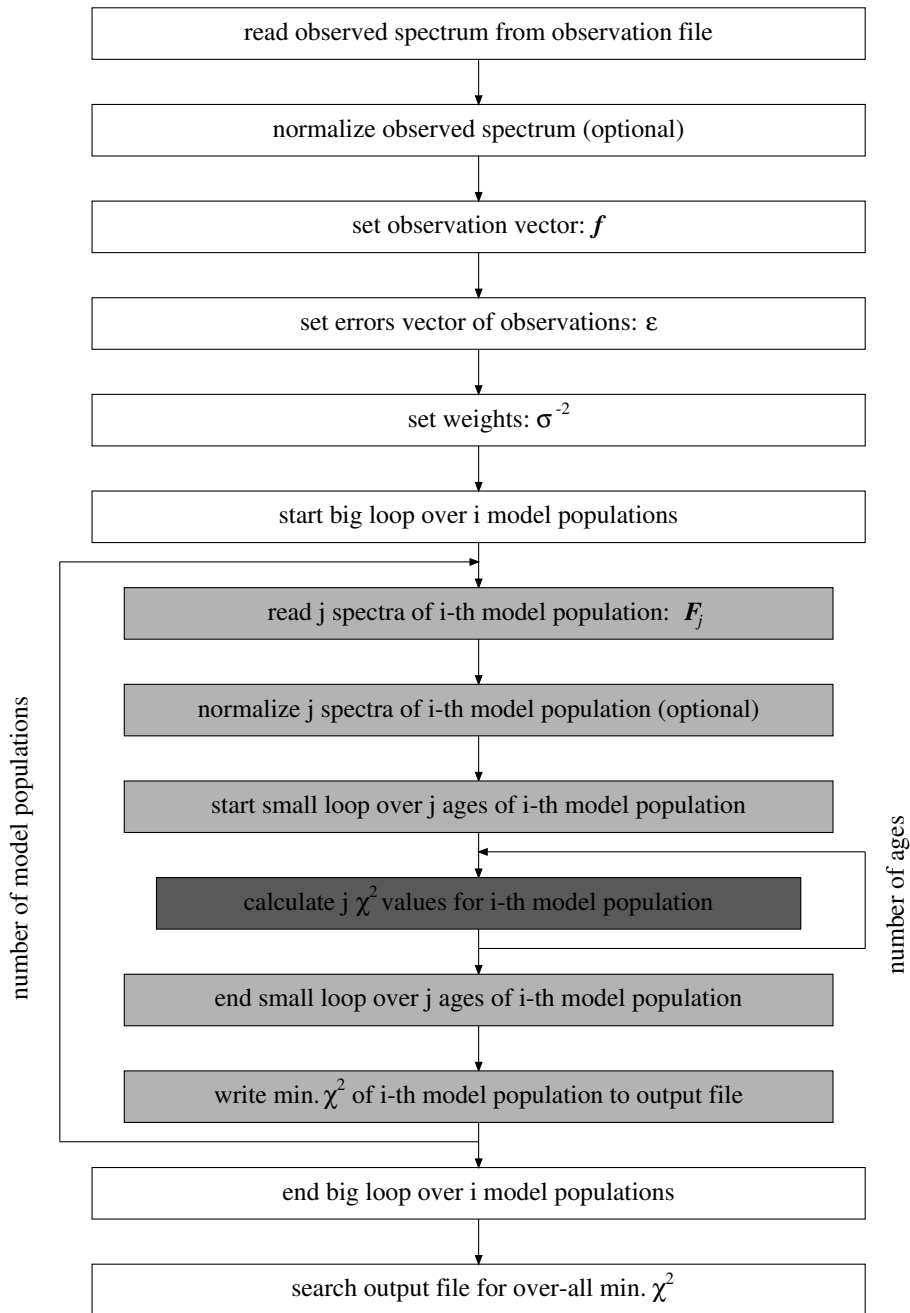 read observed spectrum from observation file
normalize observed spectrum (optional)
set observation vector: f
set errors vector of observations: ε
set weights: σ⁻²
start big loop over i model populations
read j spectra of i-th model population: Fⱼ
normalize j spectra of i-th model population (optional)
start small loop over j ages of i-th model population
calculate j χ² values for i-th model population
end small loop over j ages of i-th model population
write min. χ² of i-th model population to output file
end big loop over i model populations
search output file for over-all min. χ²
number of model populations
number of ages